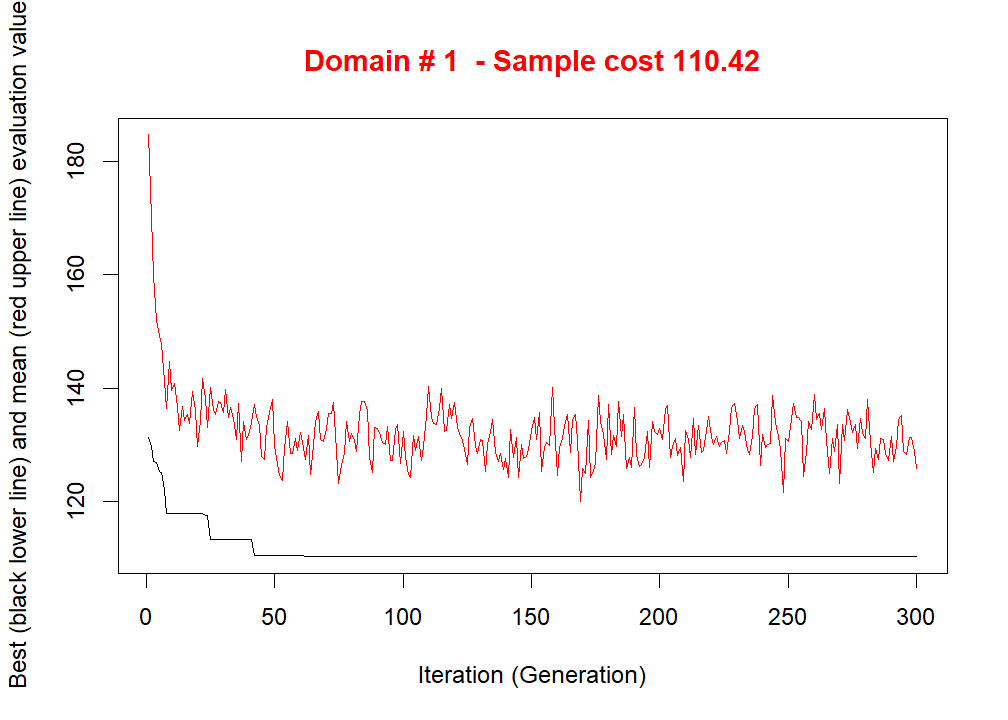 Domain # 1  - Sample cost 110.42
Best (black lower line) and mean (red upper line) evaluation value
180
160
140
120
0 50 100 150 200 250 300
Iteration (Generation)